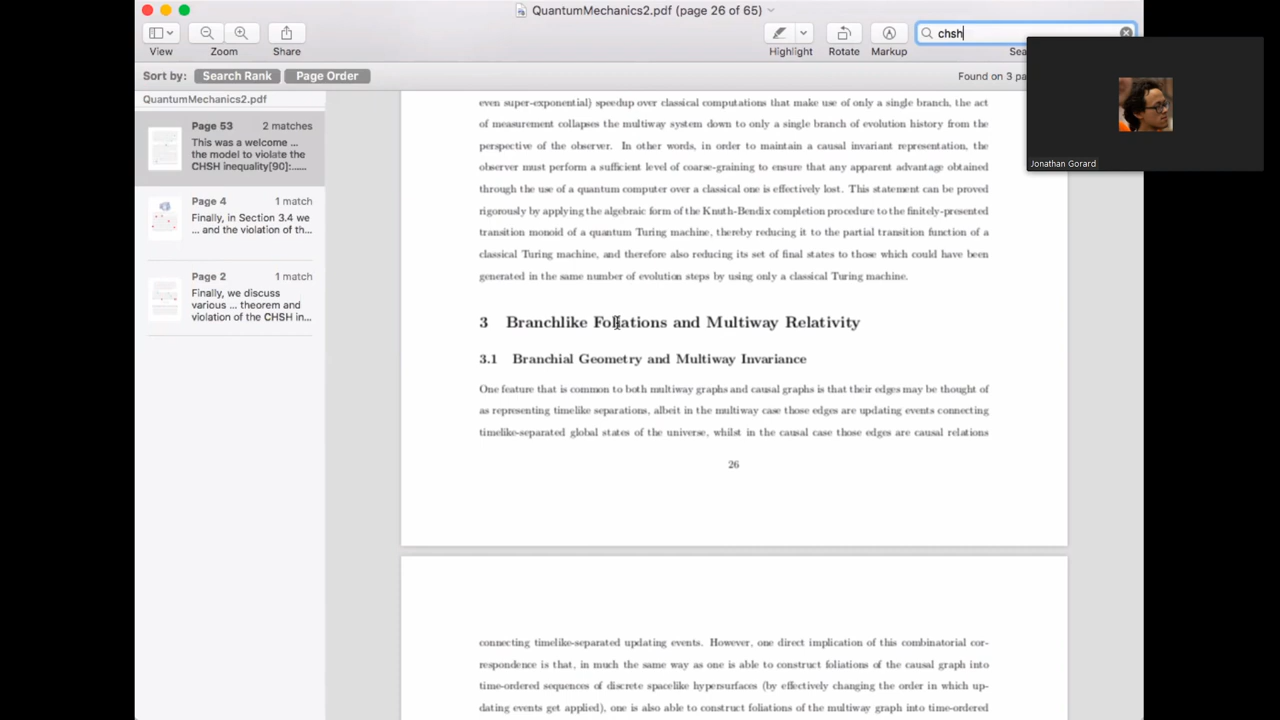 QuantumMechanics2.pdf (page 26 of 65)
chsh
View
Zoom
Share
Highlight
Rotate
Markup
Sea
Sort by:
Search Rank
Page Order
Found on 3 pa
QuantumMechanics2.pdf
Page 53
2 matches
This was a welcome ...
the model to violate the
CHSH inequality[90]:......
Page 4
1 match
Finally, in Section 3.4 we
... and the violation of th...
Page 2
1 match
Finally, we discuss
various ... theorem and
violation of the CHSH in...
even super-exponential) speedup over classical computations that make use of only a single branch, the act
of measurement collapses the multiway system down to only a single branch of evolution history from the
perspective of the observer. In other words, in order to maintain a causal invariant representation, the
observer must perform a sufficient level of coarse-graining to ensure that any apparent advantage obtained
through the use of a quantum computer over a classical one is effectively lost. This statement can be proved
rigorously by applying the algebraic form of the Knuth-Bendix completion procedure to the finitely-presented
transition monoid of a quantum Turing machine, thereby reducing it to the partial transition function of a
classical Turing machine, and therefore also reducing its set of final states to those which could have been
generated in the same number of evolution steps by using only a classical Turing machine.
3 Branchlike Foliations and Multiway Relativity
3.1 Branchial Geometry and Multiway Invariance
One feature that is common to both multiway graphs and causal graphs is that their edges may be thought of
as representing timelike separations, albeit in the multiway case those edges are updating events connecting
timelike-separated global states of the universe, whilst in the causal case those edges are causal relations
26
connecting timelike-separated updating events. However, one direct implication of this combinatorial cor-
respondence is that, in much the same way as one is able to construct foliations of the causal graph into
time-ordered sequences of discrete spacelike hypersurfaces (by effectively changing the order in which up-
dating events get applied), one is also able to construct foliations of the multiway graph into time-ordered
Jonathan Gorard